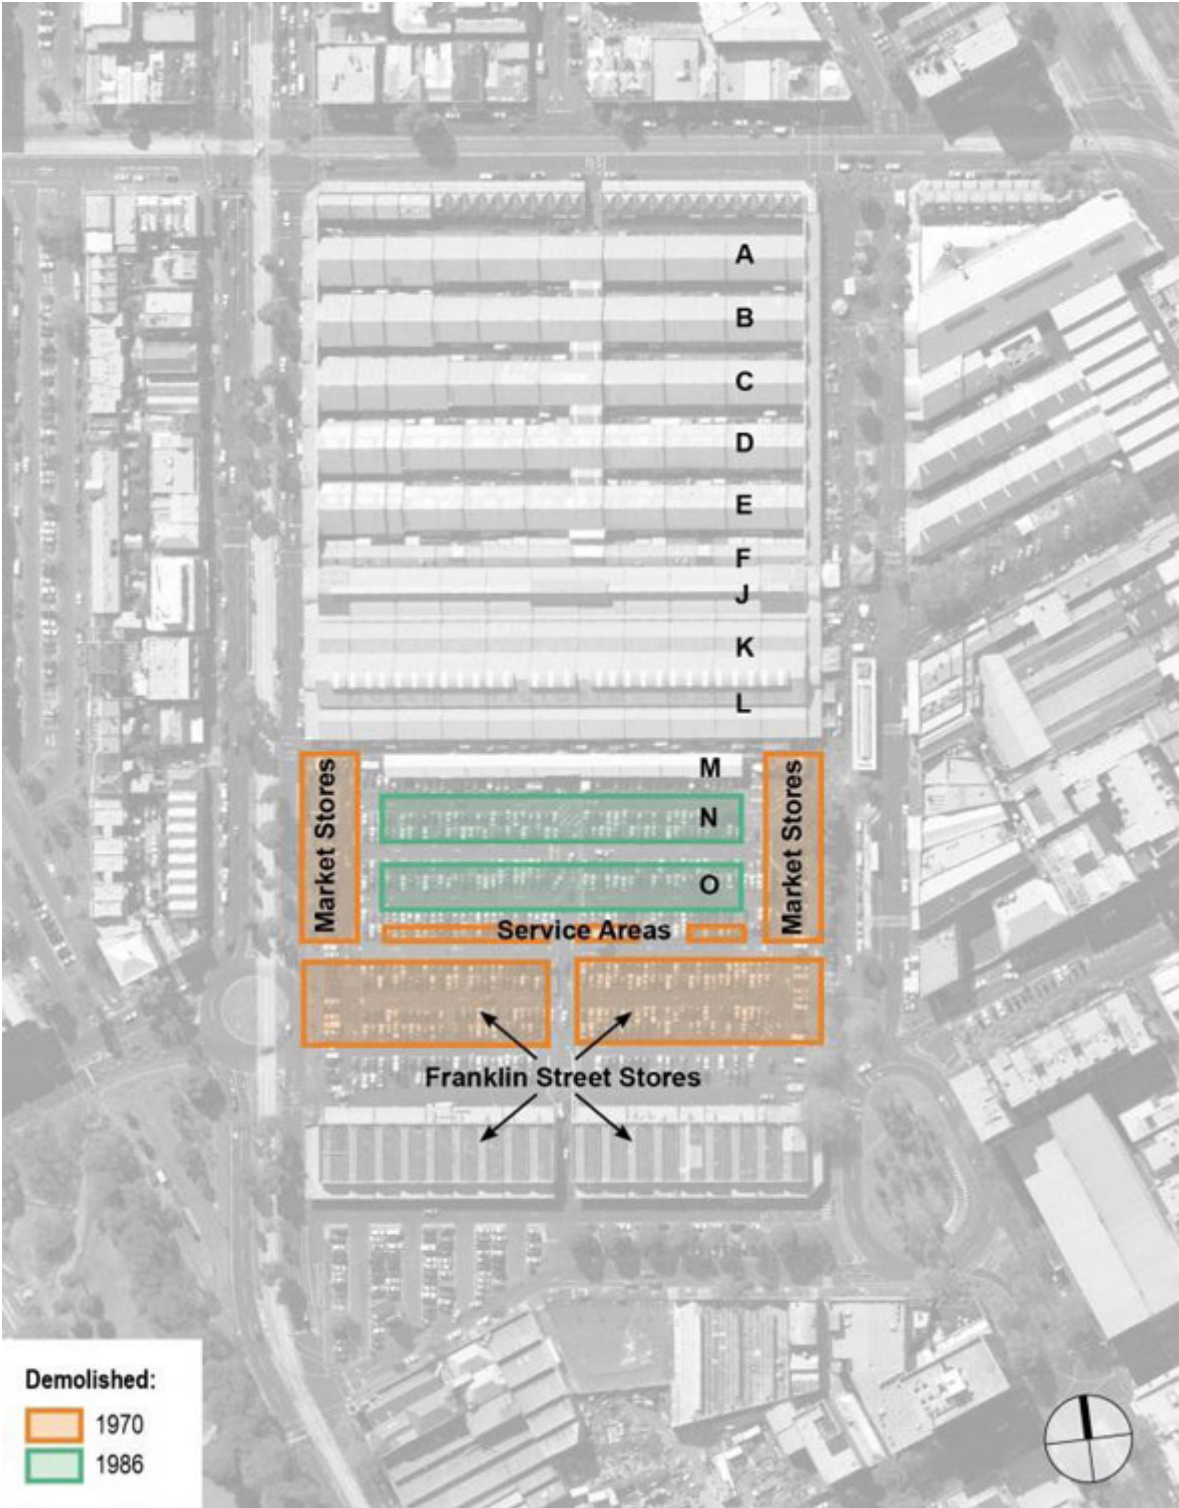 A
B
C
D
E
F
J
K
L
M
Market Stores
Market Stores
N
O
Service Areas
Franklin Street Stores
Demolished:
1970
1986